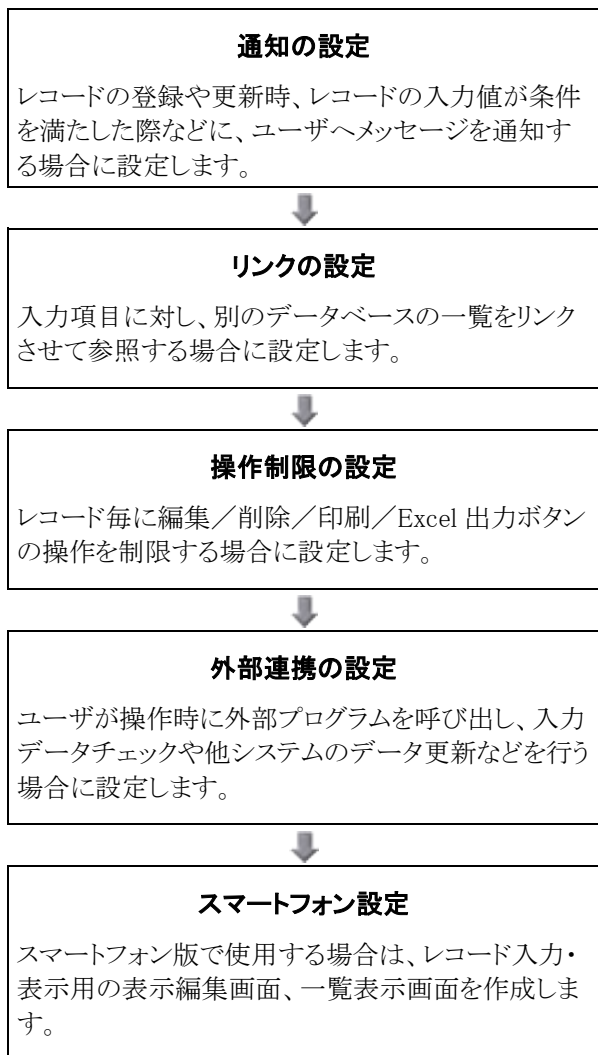 通知の設定
レコードの登録や更新時、レコードの入力値が条件
を満たした際などに、ユーザへメッセージを通知す
る場合に設定します。
リンクの設定
入力項目に対し、別のデータベースの一覧をリンク
させて参照する場合に設定します。
操作制限の設定
レコード毎に編集／削除／印刷／Excel 出力ボタン
の操作を制限する場合に設定します。
外部連携の設定
ユーザが操作時に外部プログラムを呼び出し、入力
データチェックや他システムのデータ更新などを行う
場合に設定します。
スマートフォン設定
スマートフォン版で使用する場合は、レコード入力・
表示用の表示編集画面、一覧表示画面を作成しま
す。